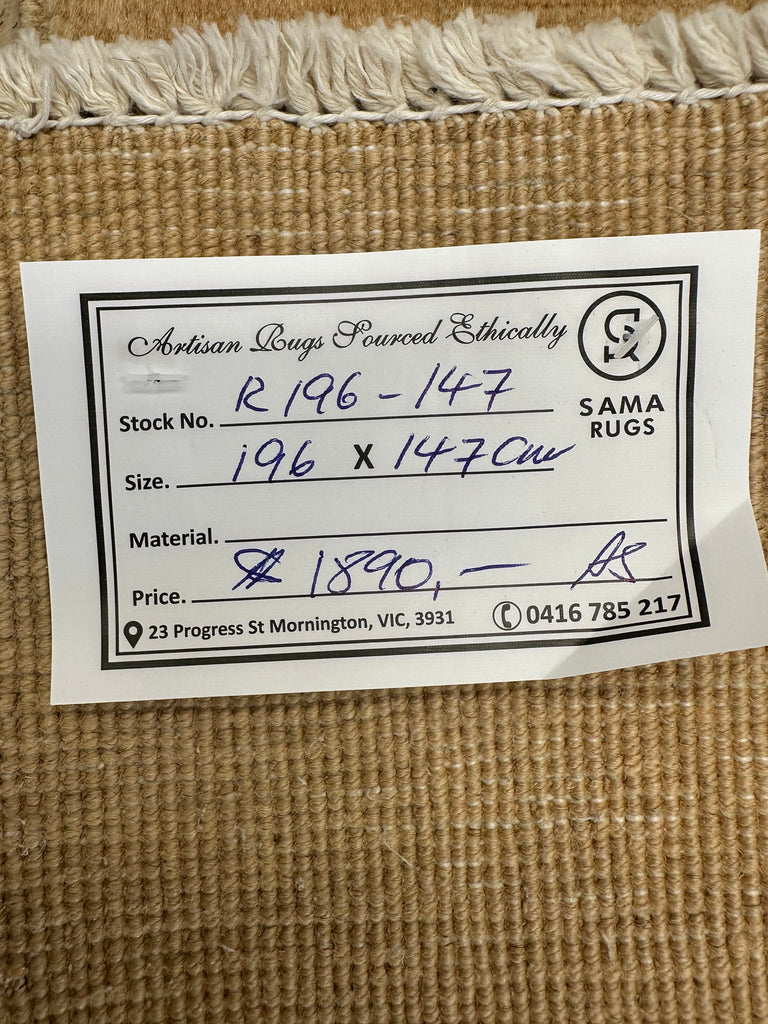 Artisan Rugs Sourced Ethically
SAMA
RUGS
Stock No. R196-147
Size. 196 X 147 Cm
Material.
Price. $ 1890,— AS
23 Progress St Mornington, VIC, 3931 0416 785 217